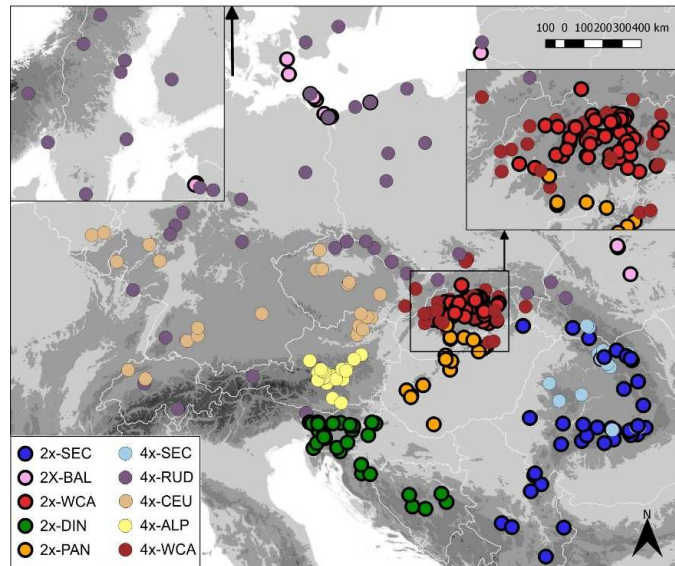 100 0 100200300400 km
N
2x-SEC 4x-SEC
2X-BAL 4x-RUD
2x-WCA 4x-CEU
2x-DIN 4x-ALP
2x-PAN 4x-WCA